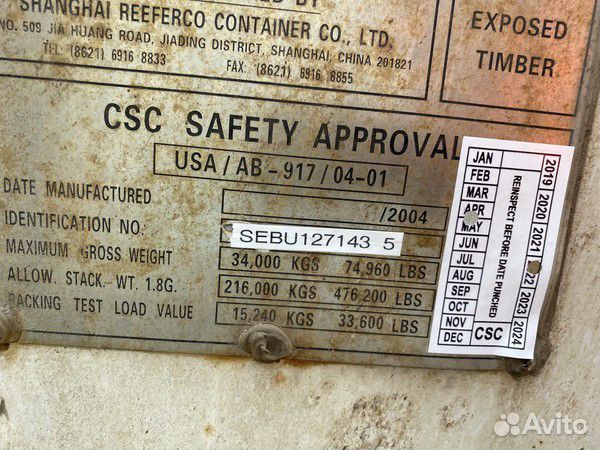 SHANGHAI REEFERCO CONTAINER CO., LTD.
NO. 509 JIA HUANG ROAD, JIADING DISTRICT, SHANGHAI, CHINA 201821
TEL: (8621) 6916 8833 FAX: (8621) 6916 8855
EXPOSED
TIMBER
CSC SAFETY APPROVAL
USA/AB-917/04-01
DATE MANUFACTURED /2004
IDENTIFICATION NO.: SEBU127143 5
MAXIMUM GROSS WEIGHT 34,000 KGS 74,960 LBS
ALLOW. STACK. WT. 1.8G. 216,000 KGS 476,200 LBS
RACKING TEST LOAD VALUE 15,240 KGS 33,600 LBS
JAN
FEB
MAR
APR
MAY
JUN
JUL
AUG
SEP
OCT
NOV
DEC
REINSPECT BEFORE DATE PUNCHED
CSC
2019 2020 2021 2023 2024
Avito